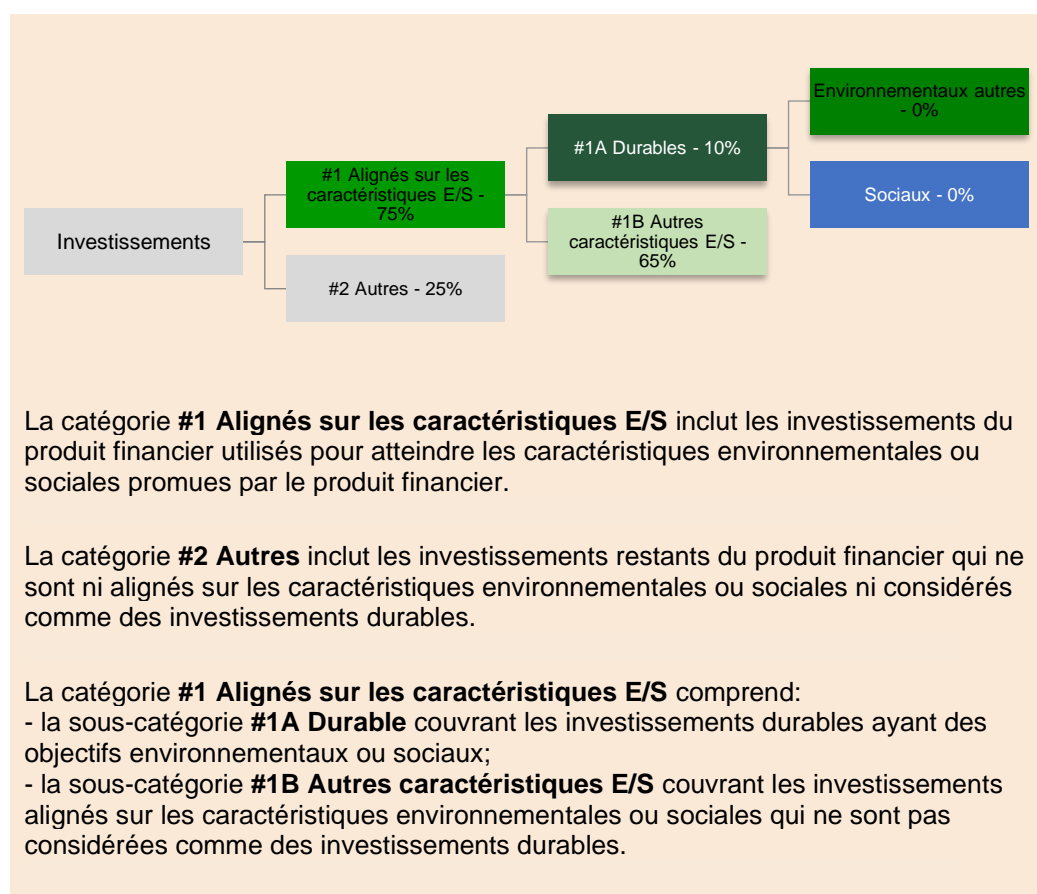 Environnementaux autres
- 0%
#1A Durables - 10%
#1 Alignés sur les
caractéristiques E/S -
75%
Sociaux - 0%
Investissements
#1B Autres
caractéristiques E/S -
65%
#2 Autres - 25%
La catégorie #1 Alignés sur les caractéristiques E/S inclut les investissements du
produit financier utilisés pour atteindre les caractéristiques environnementales ou
sociales promues par le produit financier.
La catégorie #2 Autres inclut les investissements restants du produit financier qui ne
sont ni alignés sur les caractéristiques environnementales ou sociales ni considérés
comme des investissements durables.
La catégorie #1 Alignés sur les caractéristiques E/S comprend:
- la sous-catégorie #1A Durable couvrant les investissements durables ayant des
objectifs environnementaux ou sociaux;
- la sous-catégorie #1B Autres caractéristiques E/S couvrant les investissements
alignés sur les caractéristiques environnementales ou sociales qui ne sont pas
considérées comme des investissements durables.